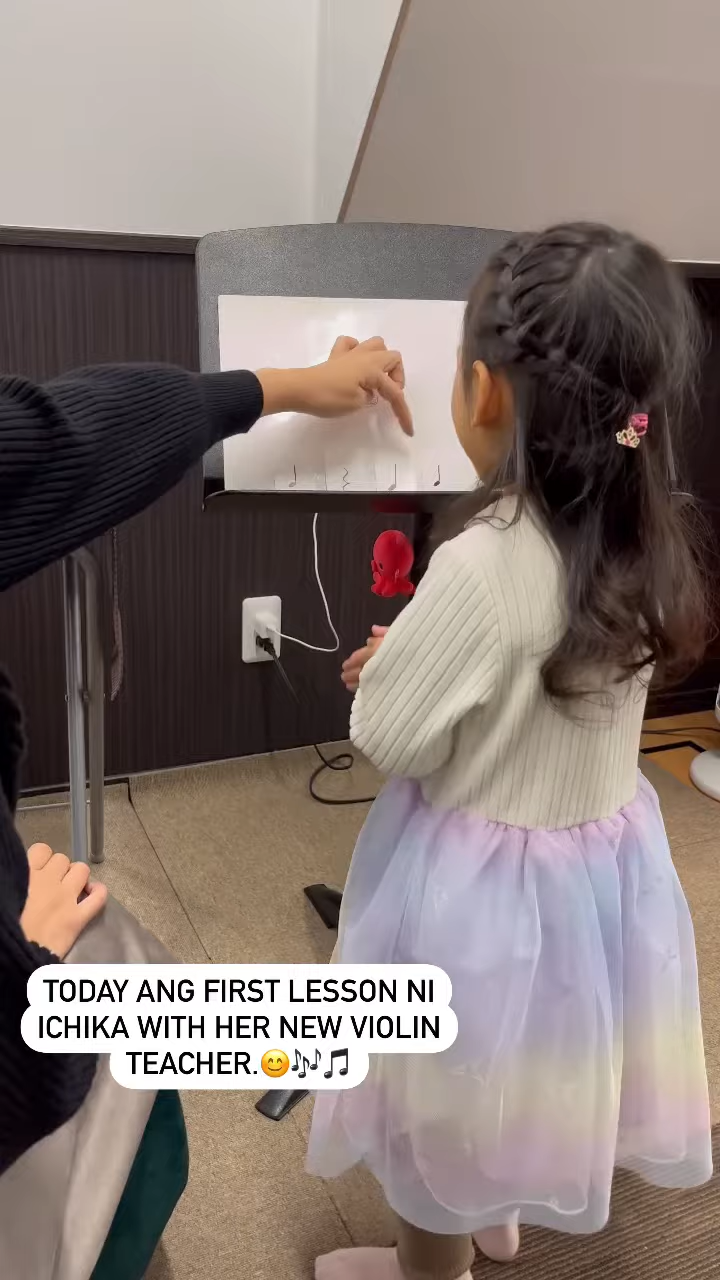 TODAY ANG FIRST LESSON NI
ICHIKA WITH HER NEW VIOLIN
TEACHER.😊🎶🎵